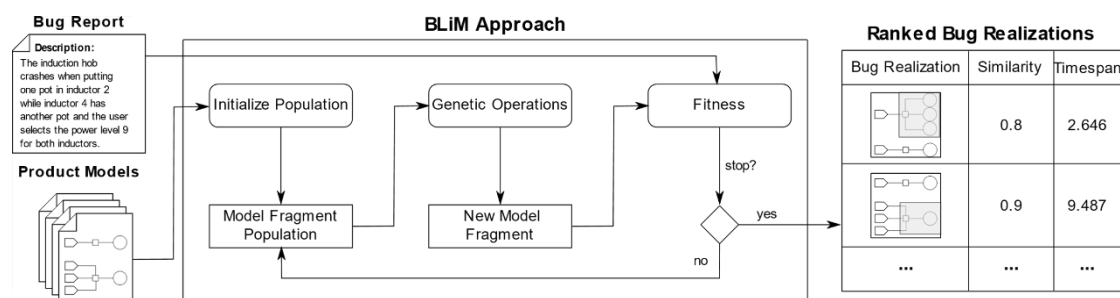 Bug Report
Description:
The induction hob
crashes when putting
one pot in inductor 2
while inductor 4 has
another pot and the user
selects the power level 9
for both inductors.
Product Models
BLiM Approach
Initialize Population
Genetic Operations
Fitness
Model Fragment
Population
New Model
Fragment
stop?
yes
no
Ranked Bug Realizations
Bug Realization Similarity Timespan
0.8 2.646
0.9 9.487
... ... ...